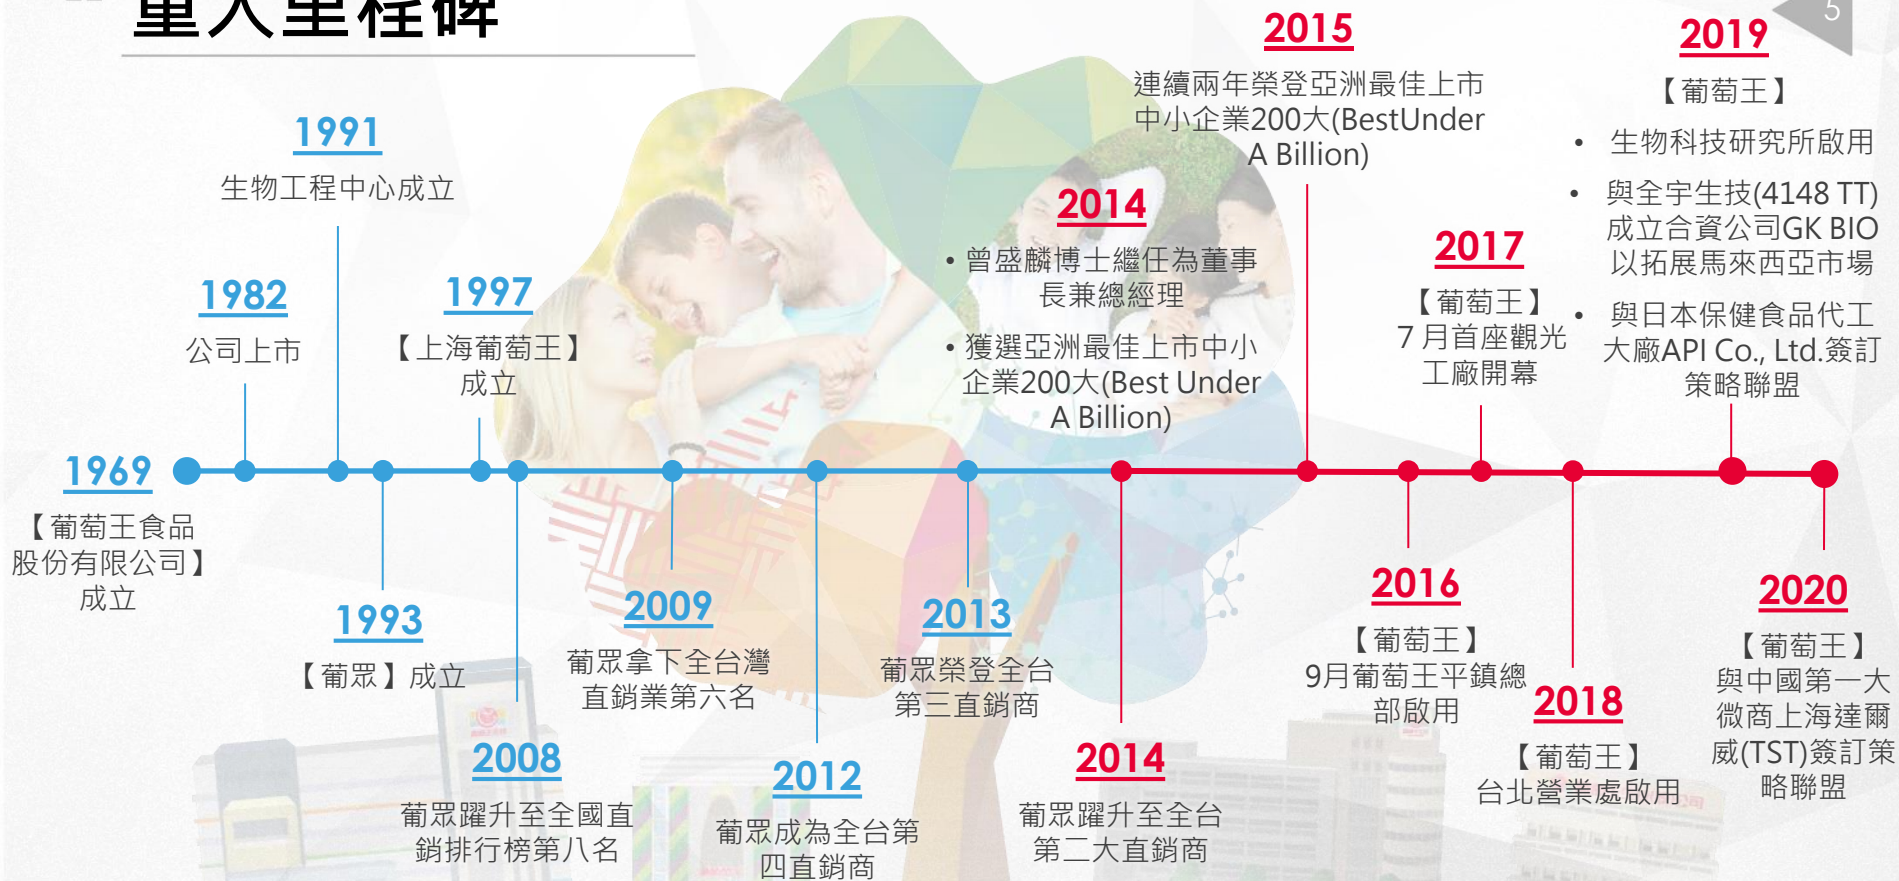 重大里程碑
5
1969
【葡萄王食品
股份有限公司】
成立
1982
公司上市
1991
生物工程中心成立
1993
【葡眾】成立
1997
【上海葡萄王】
成立
2008
葡眾躍升至全國直
銷排行榜第八名
2009
葡眾拿下全台灣
直銷業第六名
2012
葡眾成為全台第
四直銷商
2013
葡眾榮登全台
第三直銷商
2014
• 曾盛麟博士繼任為董事
長兼總經理
• 獲選亞洲最佳上市中小
企業200大(Best Under
A Billion)
2014
葡眾躍升至全台
第二大直銷商
2015
連續兩年榮登亞洲最佳上市
中小企業200大(BestUnder
A Billion)
2016
【葡萄王】
9月葡萄王平鎮總
部啟用
2017
【葡萄王】
7月首座觀光
工廠開幕
2018
【葡萄王】
台北營業處啟用
2019
【葡萄王】
• 生物科技研究所啟用
• 與全宇生技(4148 TT)
成立合資公司GK BIO
以拓展馬來西亞市場
• 與日本保健食品代工
大廠API Co., Ltd.簽訂
策略聯盟
2020
【葡萄王】
與中國第一大
微商上海達爾
威(TST)簽訂策
略聯盟